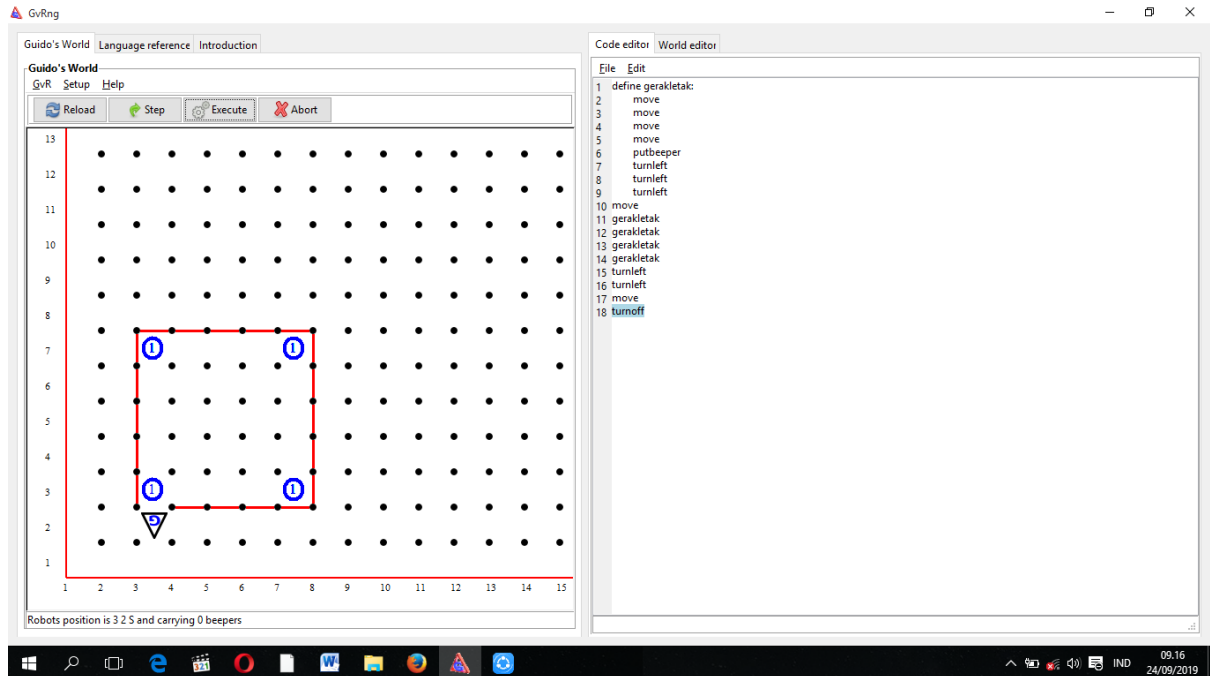 GvRng
Guido's World Language reference Introduction
Guido's World
GvR Setup Help
Reload Step Execute Abort
13
12
11
10
9
8
7
6
5
4
3
2
1
1 1
1 1
G
1 2 3 4 5 6 7 8 9 10 11 12 13 14 15
Robots position is 3 2 S and carrying 0 beepers
Code editor World editor
File Edit
1 define gerakletak:
2 move
3 move
4 move
5 move
6 putbeeper
7 turnleft
8 turnleft
9 turnleft
10 move
11 gerakletak
12 gerakletak
13 gerakletak
14 gerakletak
15 turnleft
16 turnleft
17 move
18 turnoff
321
IND
09.16
24/09/2019